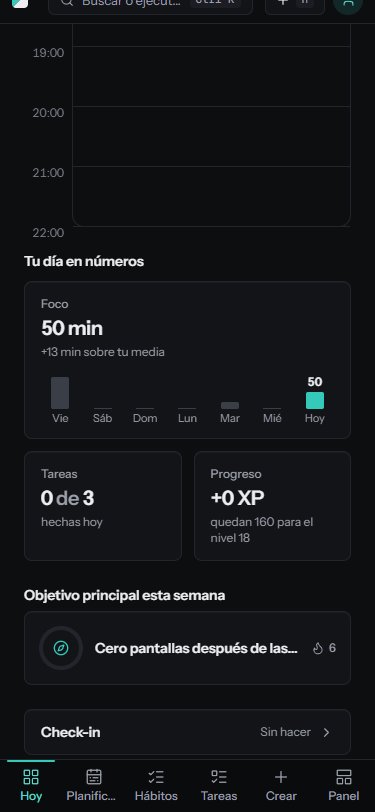 Buscar o ejecut...
19:00
20:00
21:00
22:00
Tu día en números
Foco
50 min
+13 min sobre tu media
50
Vie Sáb Dom Lun Mar Mié Hoy
Tareas
0 de 3
hechas hoy
Progreso
+0 XP
quedan 160 para el
nivel 18
Objetivo principal esta semana
Cero pantallas después de las... 6
Check-in Sin hacer
Hoy Planific... Hábitos Tareas Crear Panel